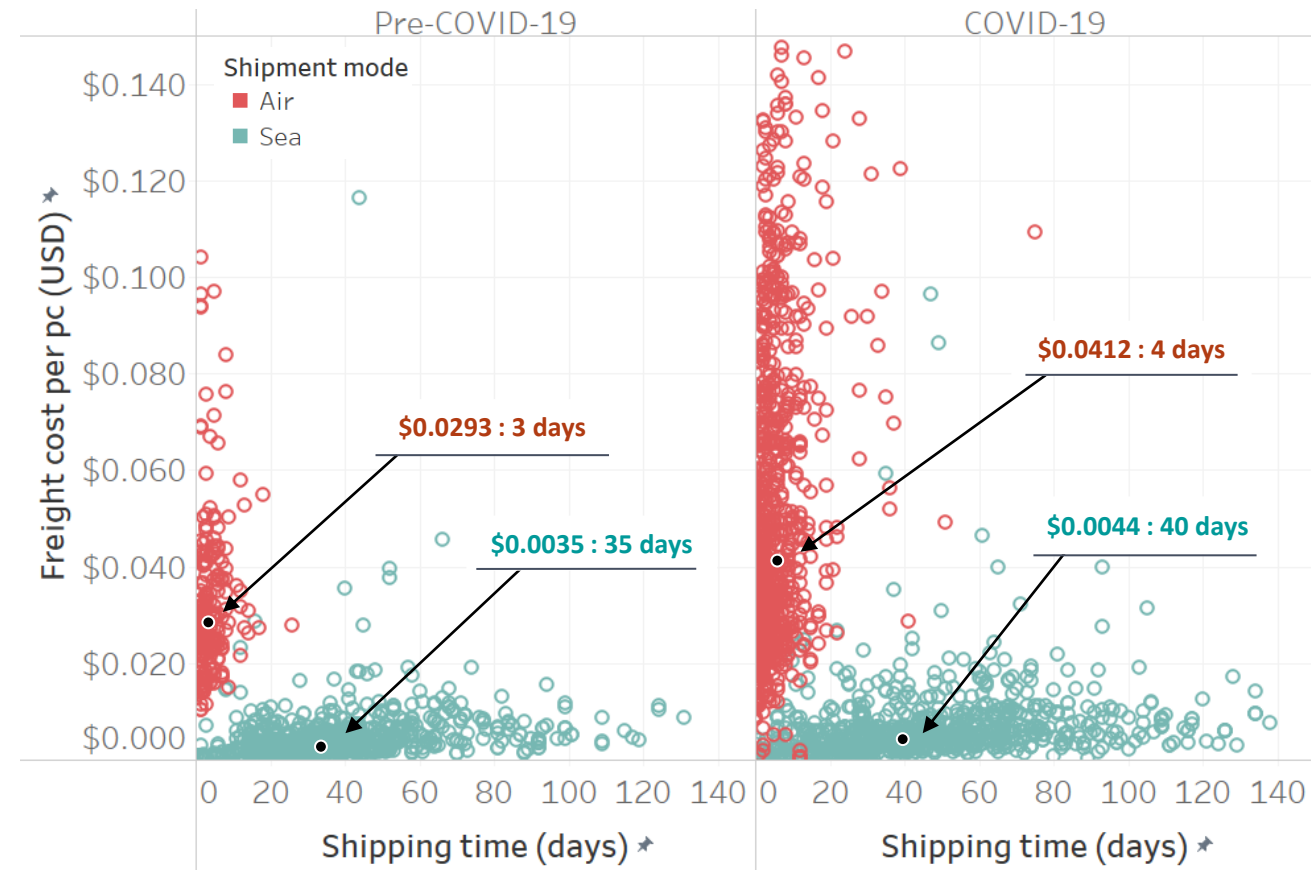 Pre-COVID-19
COVID-19
Shipment mode
Air
Sea
Freight cost per pc (USD)
$0.140
$0.120
$0.100
$0.080
$0.060
$0.040
$0.020
$0.000
$0.0293 : 3 days
$0.0035 : 35 days
$0.0412 : 4 days
$0.0044 : 40 days
0 20 40 60 80 100 120 140
0 20 40 60 80 100 120 140
Shipping time (days)
Shipping time (days)